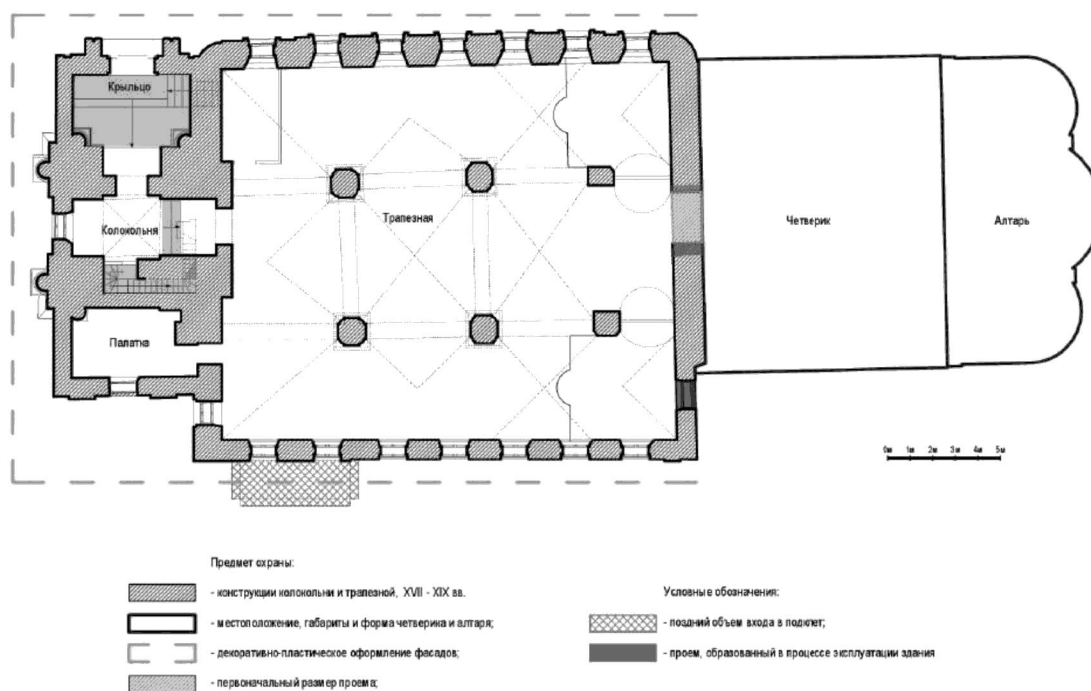 Крыльцо
Колокольня
Трапезная
Четверик
Алтарь
Палатка
0м 1м 2м 3м 4м 5м
Предмет охраны:
- конструкции колокольни и трапезной, XVII - XIX вв.
- местоположение, габариты и форма четверика и алтаря;
- декоративно-пластическое оформление фасадов;
- первоначальный размер проема;
Условные обозначения:
- поздний объем входа в подклет;
- проем, образованный в процессе эксплуатации здания